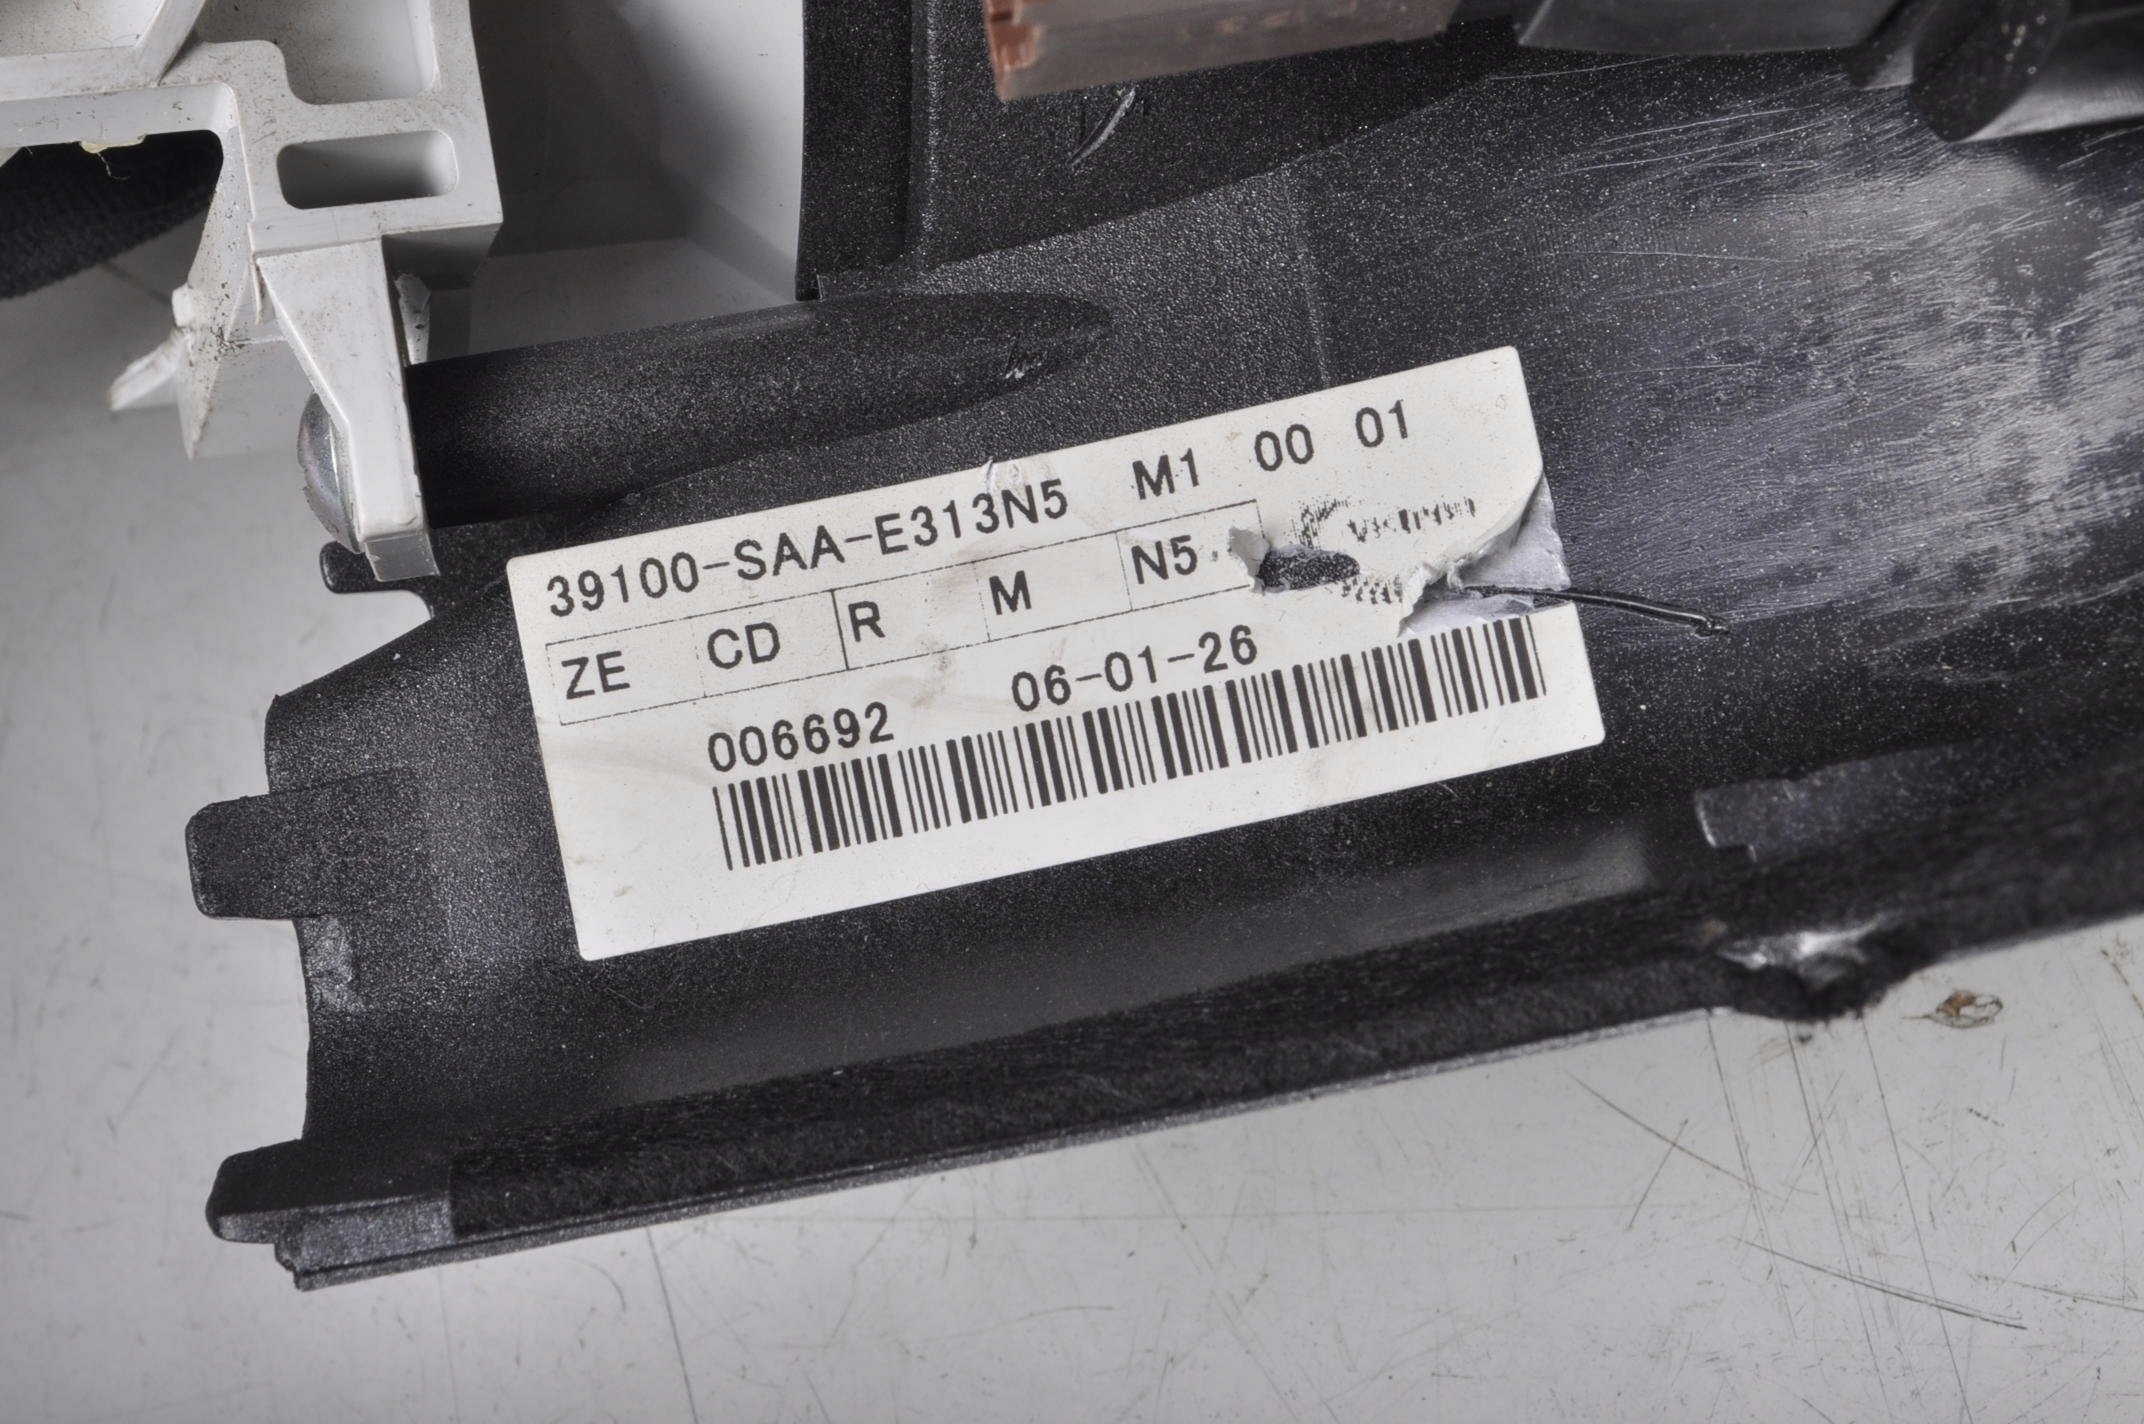 39100-SAA-E313N5 M1 00 01
ZE CD R M N5
006692 06-01-26